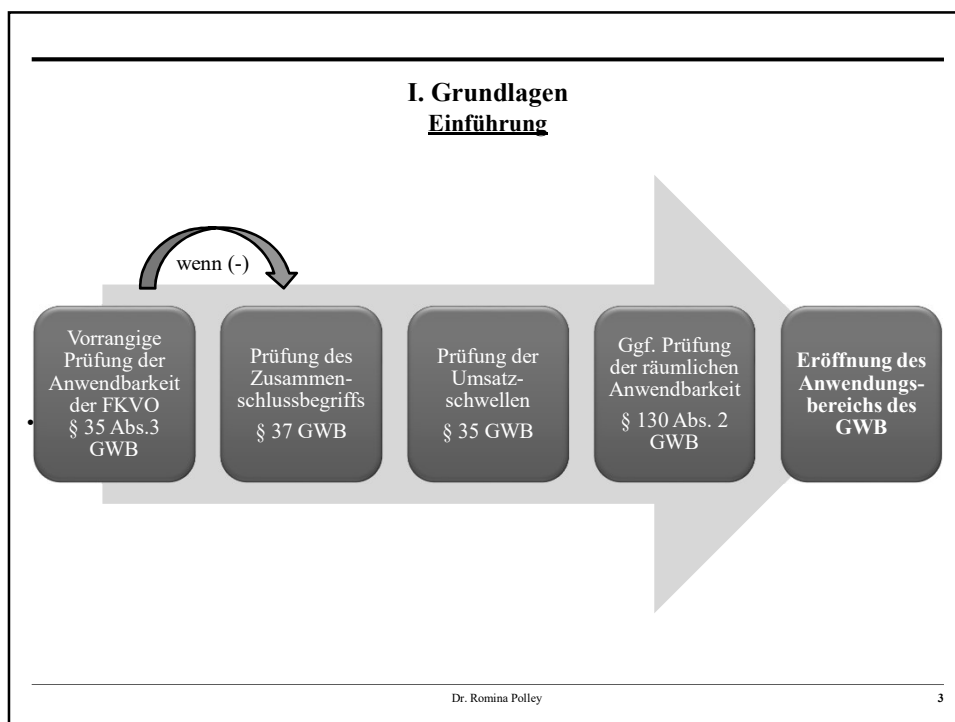 I. Grundlagen
Einführung
wenn (-)
Vorrangige
Prüfung der
Anwendbarkeit
der FKVO
§ 35 Abs.3
GWB
Prüfung des
Zusammen-
schlussbegriffs
§ 37 GWB
Prüfung der
Umsatz-
schwellen
§ 35 GWB
Ggf. Prüfung
der räumlichen
Anwendbarkeit
§ 130 Abs. 2
GWB
Eröffnung des
Anwendungs-
bereichs des
GWB
Dr. Romina Polley
3